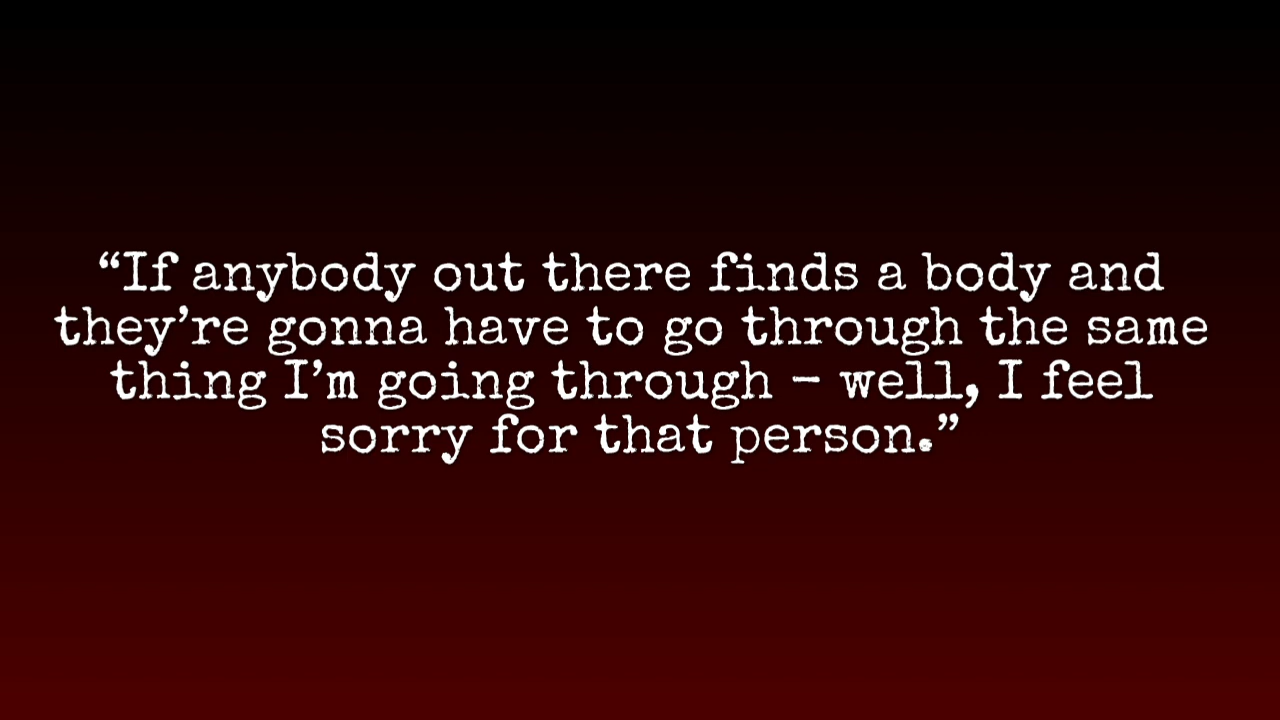 “If anybody out there finds a body and
they’re gonna have to go through the same
thing I’m going through – well, I feel
sorry for that person.”